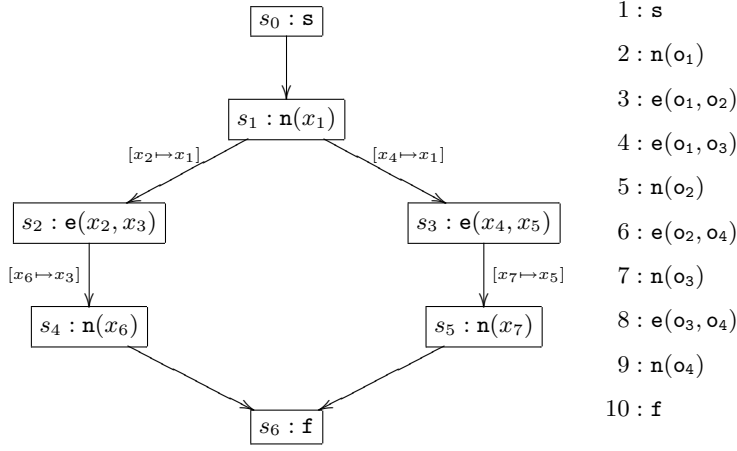 s₀ : s
s₁ : n(x₁)
[x₂↦x₁]
[x₄↦x₁]
s₂ : e(x₂, x₃)
s₃ : e(x₄, x₅)
[x₆↦x₃]
[x₇↦x₅]
s₄ : n(x₆)
s₅ : n(x₇)
s₆ : f
1 : s
2 : n(o₁)
3 : e(o₁, o₂)
4 : e(o₁, o₃)
5 : n(o₂)
6 : e(o₂, o₄)
7 : n(o₃)
8 : e(o₃, o₄)
9 : n(o₄)
10 : f